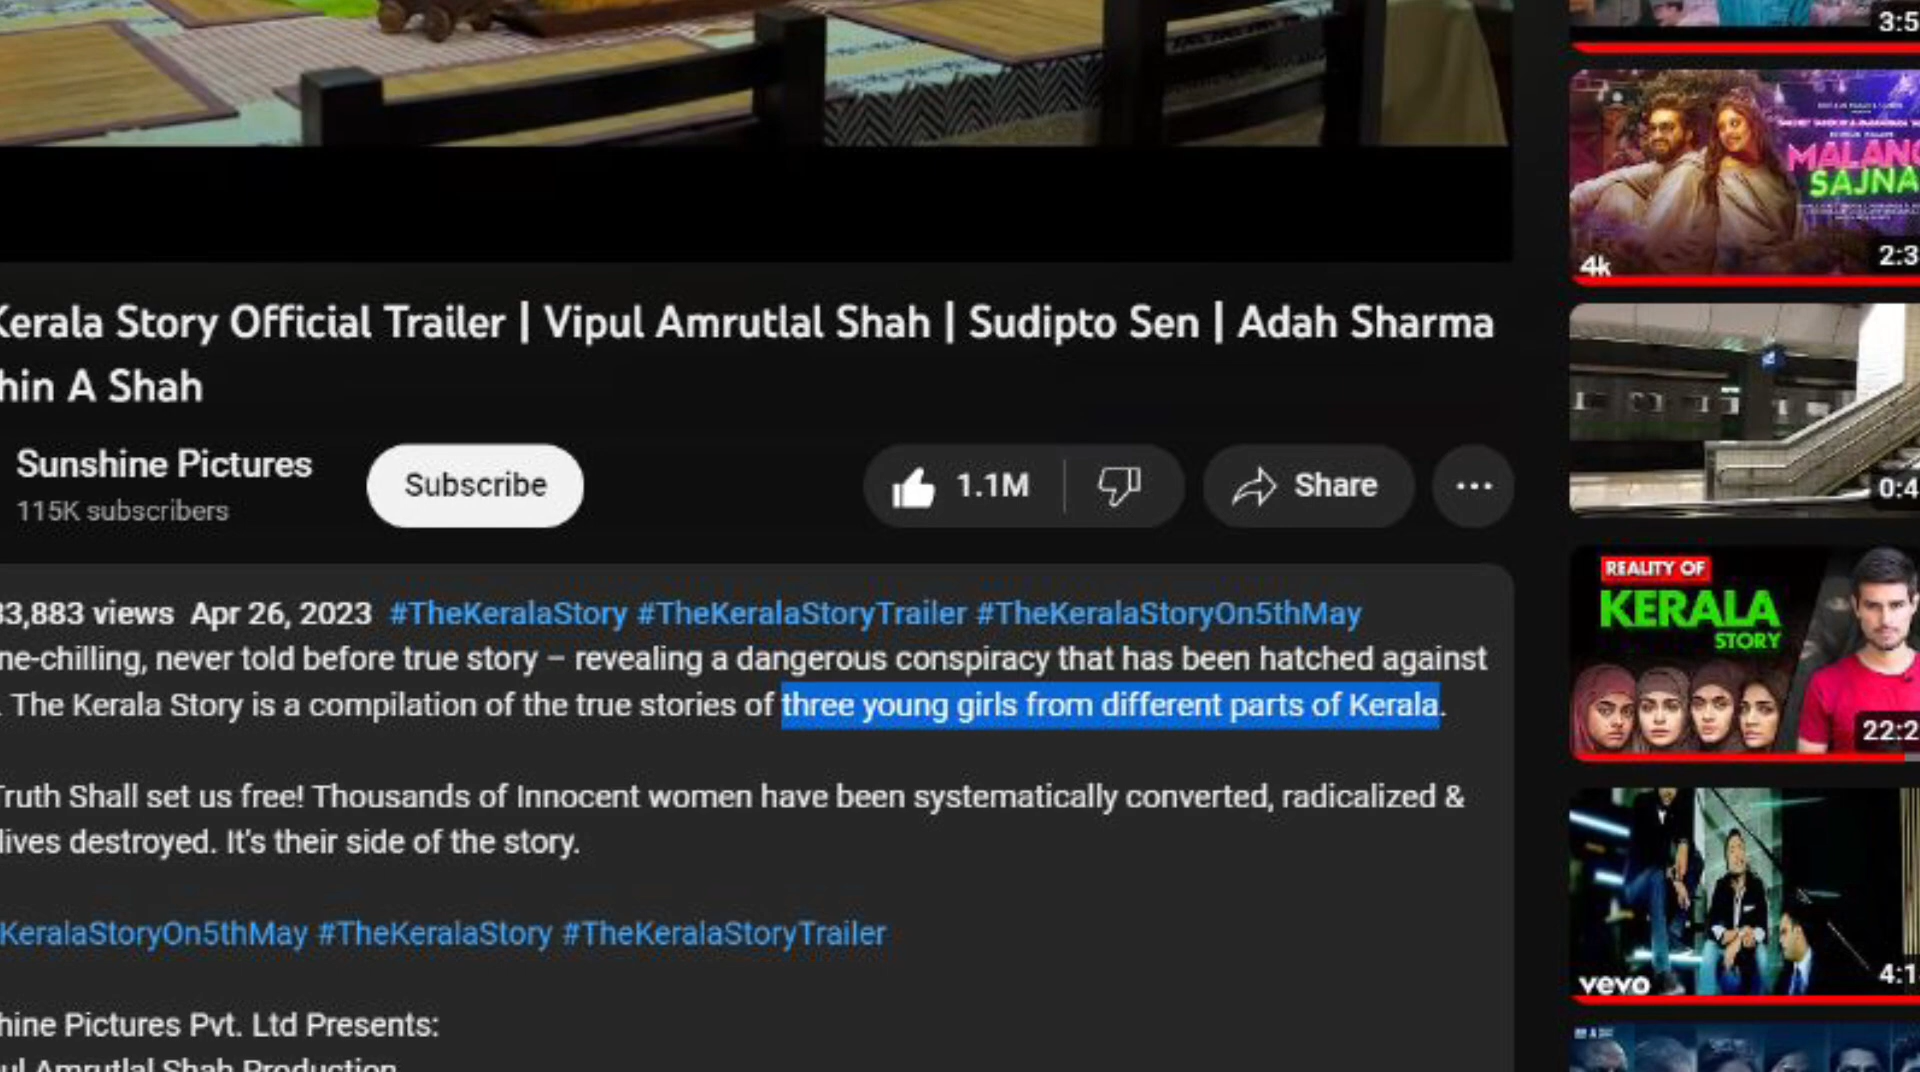 Kerala Story Official Trailer | Vipul Amrutlal Shah | Sudipto Sen | Adah Sharma
hin A Shah
Sunshine Pictures
115K subscribers
Subscribe
1.1M
Share
33,883 views Apr 26, 2023 #TheKeralaStory #TheKeralaStoryTrailer #TheKeralaStoryOn5thMay
ne-chilling, never told before true story – revealing a dangerous conspiracy that has been hatched against
. The Kerala Story is a compilation of the true stories of three young girls from different parts of Kerala.
Truth Shall set us free! Thousands of Innocent women have been systematically converted, radicalized &
lives destroyed. It's their side of the story.
KeralaStoryOn5thMay #TheKeralaStory #TheKeralaStoryTrailer
hine Pictures Pvt. Ltd Presents:
ul Amrutlal Shah Production
3:5
MALANG
SAJNA
4k
2:3
0:4
REALITY OF
KERALA
STORY
22:2
vevo
4:1